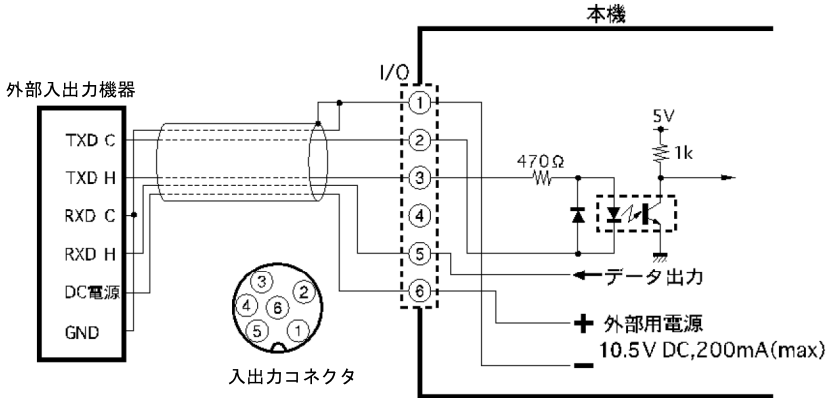 本機
I/O
外部入出力機器
TXD C
TXD H
RXD C
RXD H
DC電源
GND
1
2
3
4
5
6
470Ω
5V
1k
データ出力
+ 外部用電源
10.5V DC,200mA(max)
−
3
2
4
6
5
1
入出力コネクタ